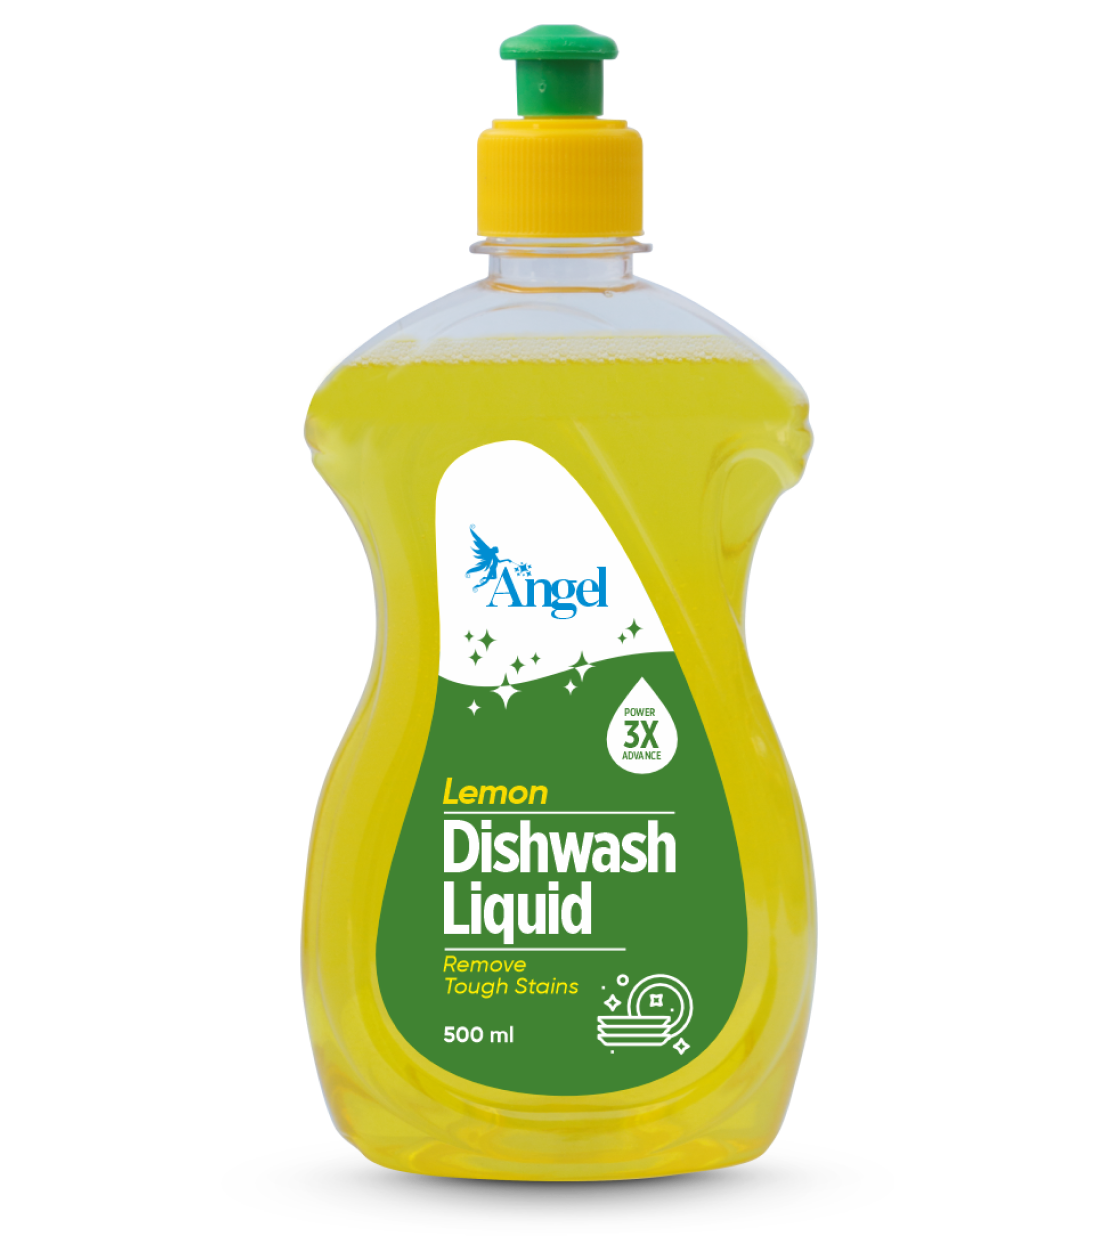 Angel
POWER
3X
ADVANCE
Lemon
Dishwash
Liquid
Remove
Tough Stains
500 ml